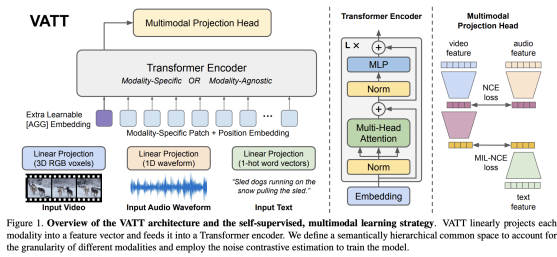 VATT
Multimodal Projection Head
Transformer Encoder
Modality-Specific OR Modality-Agnostic
Extra Learnable
[AGG] Embedding
...
Modality-Specific Patch + Position Embedding
Linear Projection
(3D RGB voxels)
Linear Projection
(1D waveform)
Linear Projection
(1-hot word vectors)
"Sled dogs running on the
snow pulling the sled."
Input Video
Input Audio Waveform
Input Text
Transformer Encoder
L ×
+
MLP
Norm
+
Multi-Head
Attention
Norm
Embedding
Multimodal
Projection Head
video
feature
audio
feature
NCE
loss
MIL-NCE
loss
text
feature
Figure 1. Overview of the VATT architecture and the self-supervised, multimodal learning strategy. VATT linearly projects each
modality into a feature vector and feeds it into a Transformer encoder. We define a semantically hierarchical common space to account for
the granularity of different modalities and employ the noise contrastive estimation to train the model.